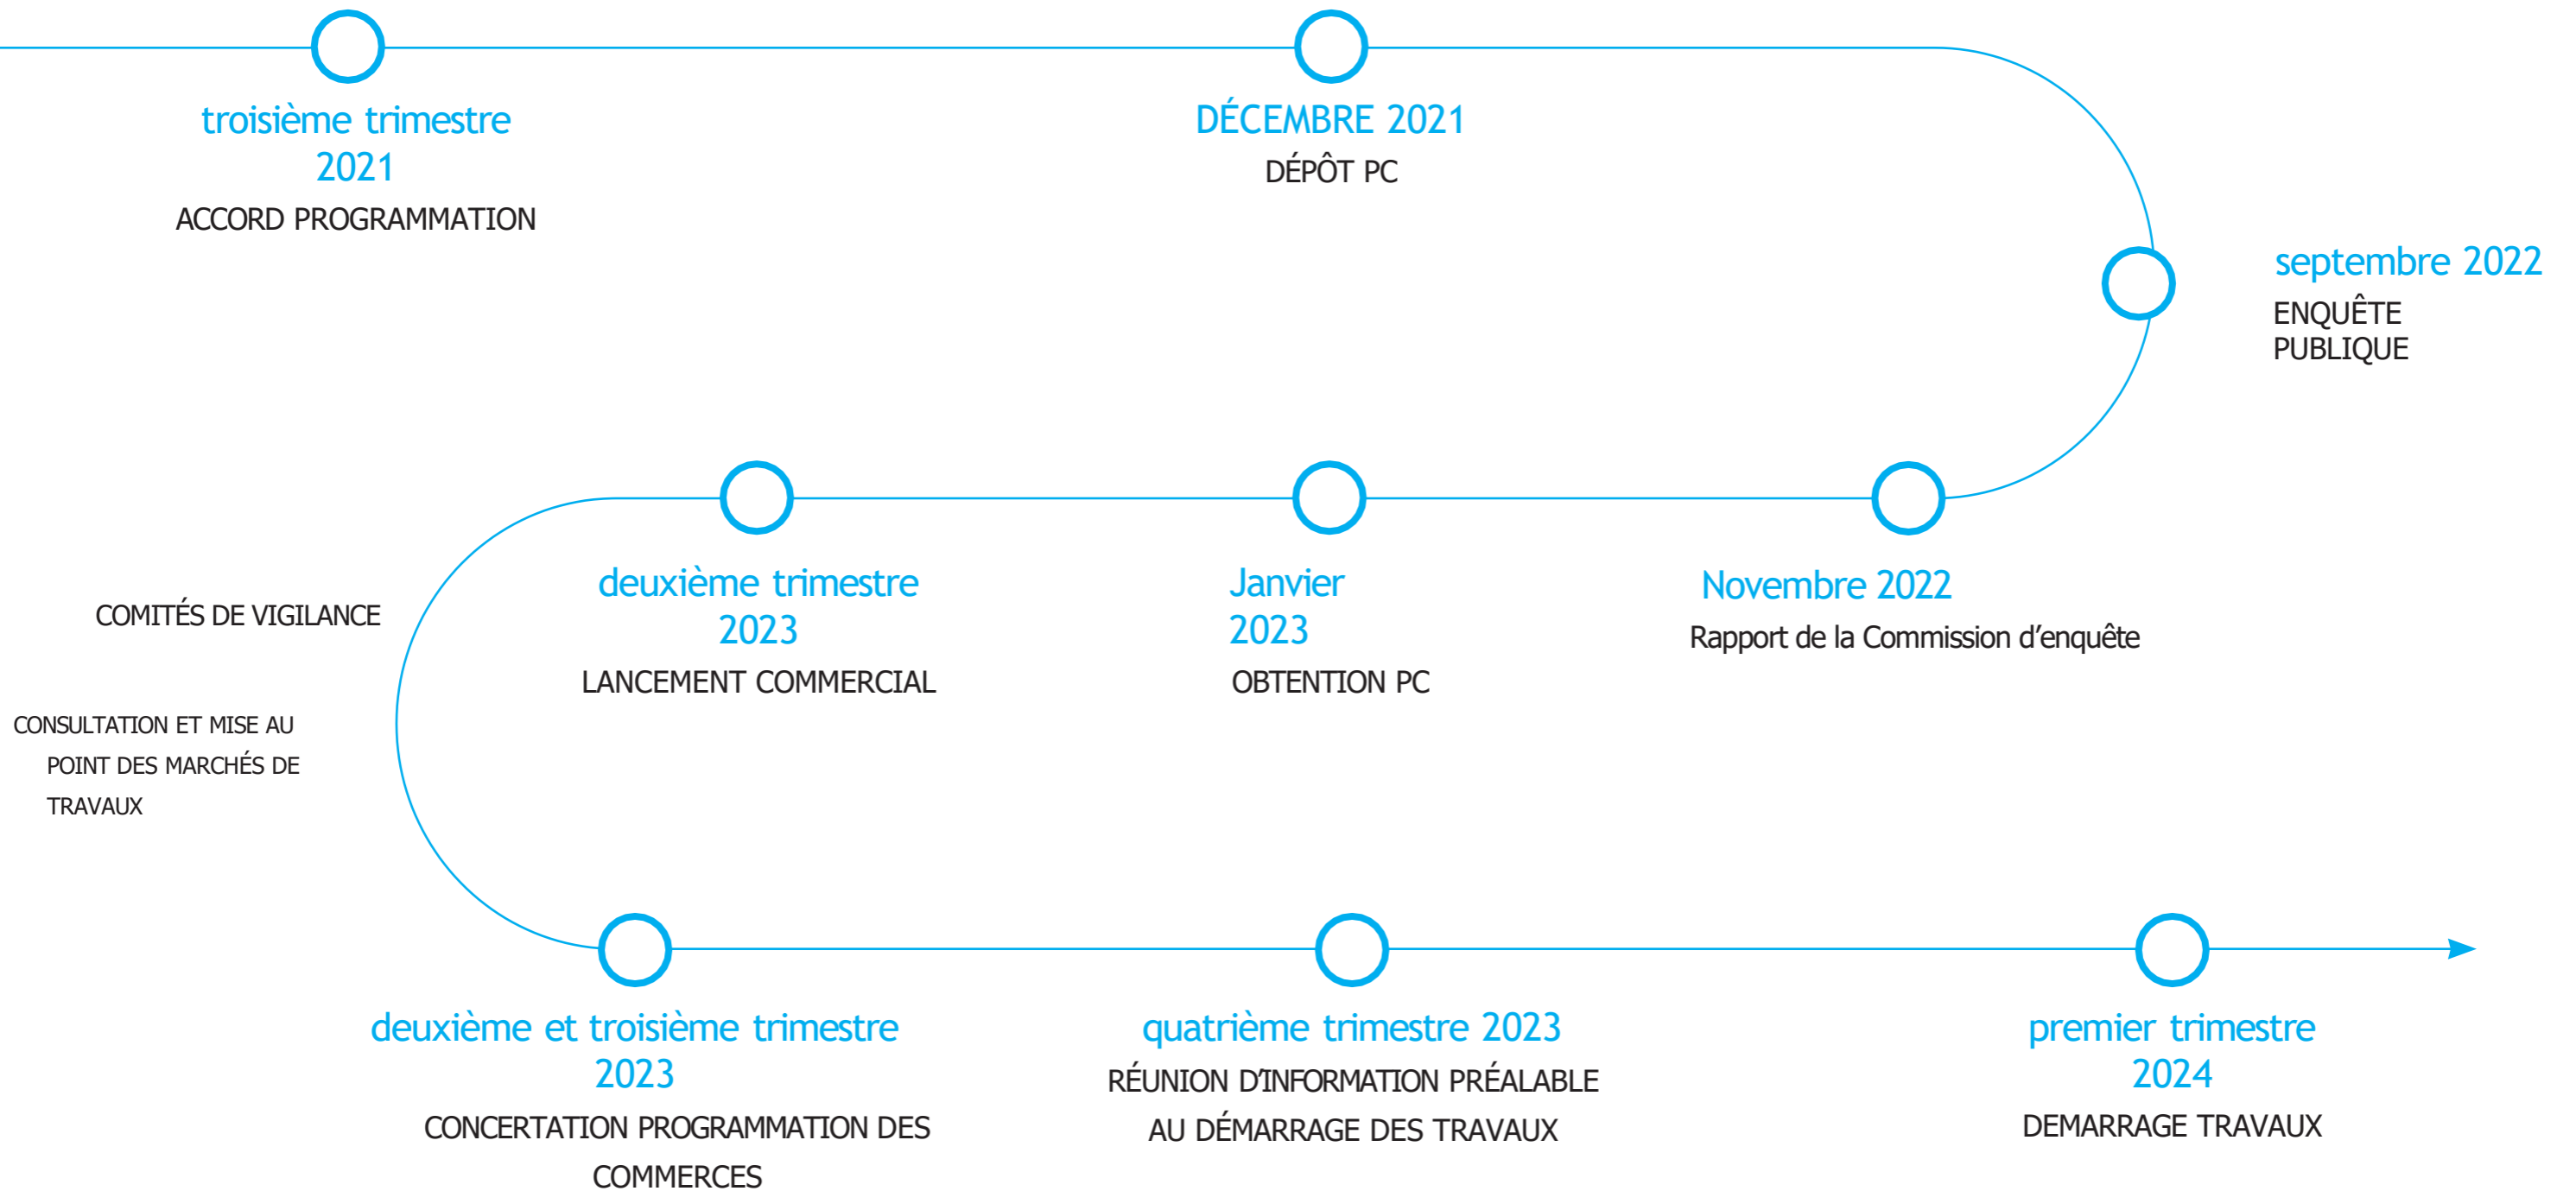 troisième trimestre
2021
ACCORD PROGRAMMATION
DÉCEMBRE 2021
DÉPÔT PC
septembre 2022
ENQUÊTE
PUBLIQUE
Novembre 2022
Rapport de la Commission d’enquête
Janvier
2023
OBTENTION PC
deuxième trimestre
2023
LANCEMENT COMMERCIAL
COMITÉS DE VIGILANCE
CONSULTATION ET MISE AU
POINT DES MARCHÉS DE
TRAVAUX
deuxième et troisième trimestre
2023
CONCERTATION PROGRAMMATION DES
COMMERCES
quatrième trimestre 2023
RÉUNION D’INFORMATION PRÉALABLE
AU DÉMARRAGE DES TRAVAUX
premier trimestre
2024
DEMARRAGE TRAVAUX